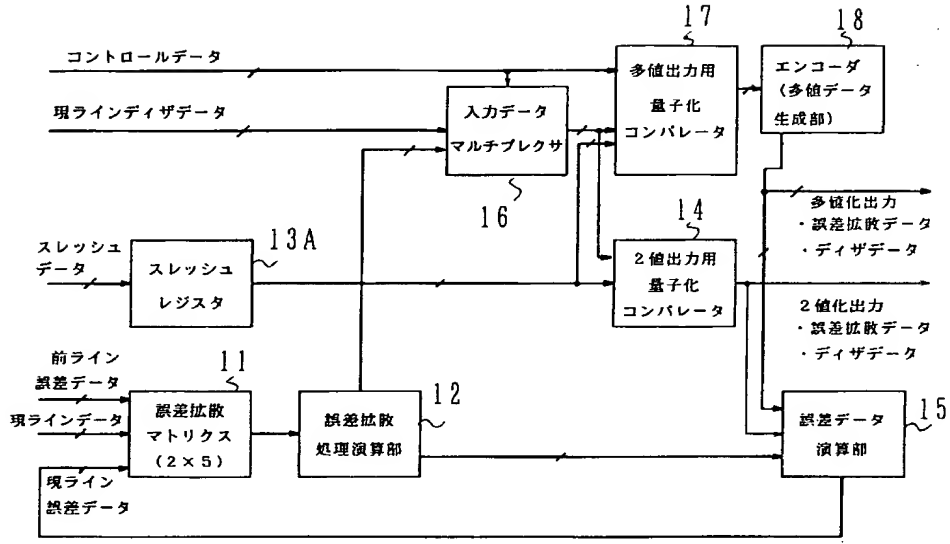 17
18
コントロールデータ
多値出力用
量子化
コンパレータ
エンコーダ
(多値データ
生成部)
現ラインディザデータ
入力データ
マルチプレクサ
16
14
多値化出力
・誤差拡散データ
・ディザデータ
13A
スレッシュ
データ
スレッシュ
レジスタ
2値出力用
量子化
コンパレータ
2値化出力
・誤差拡散データ
・ディザデータ
前ライン
誤差データ
11
12
15
現ラインデータ
誤差拡散
マトリクス
(2×5)
誤差拡散
処理演算部
誤差データ
演算部
現ライン
誤差データ